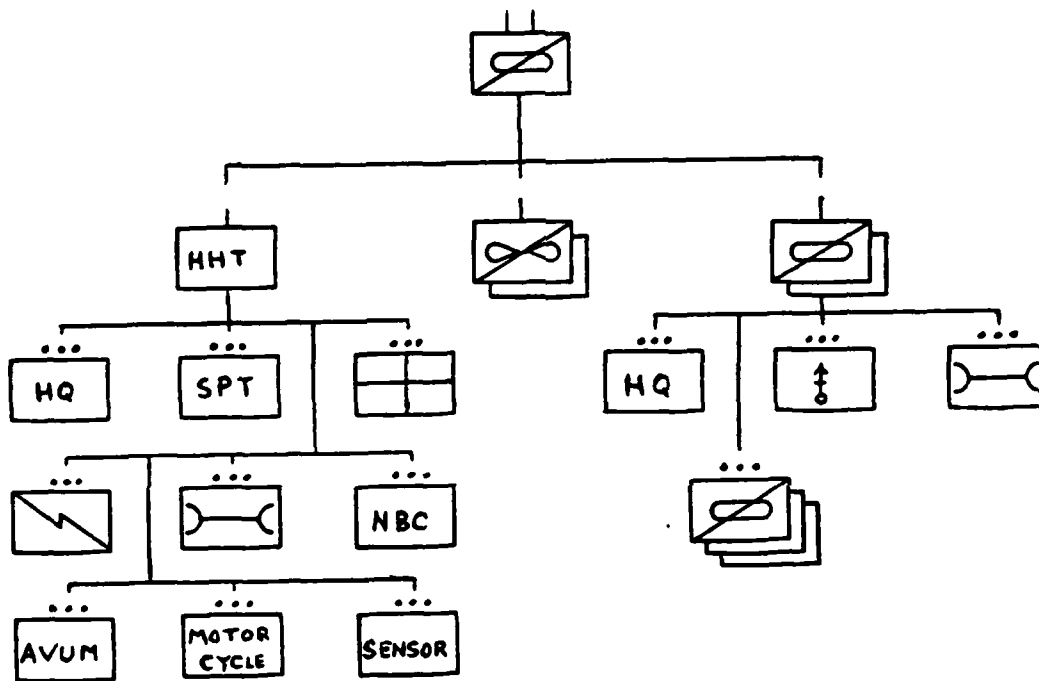 HHT
HQ
SPT
HQ
NBC
AVUM
MOTOR
CYCLE
SENSOR